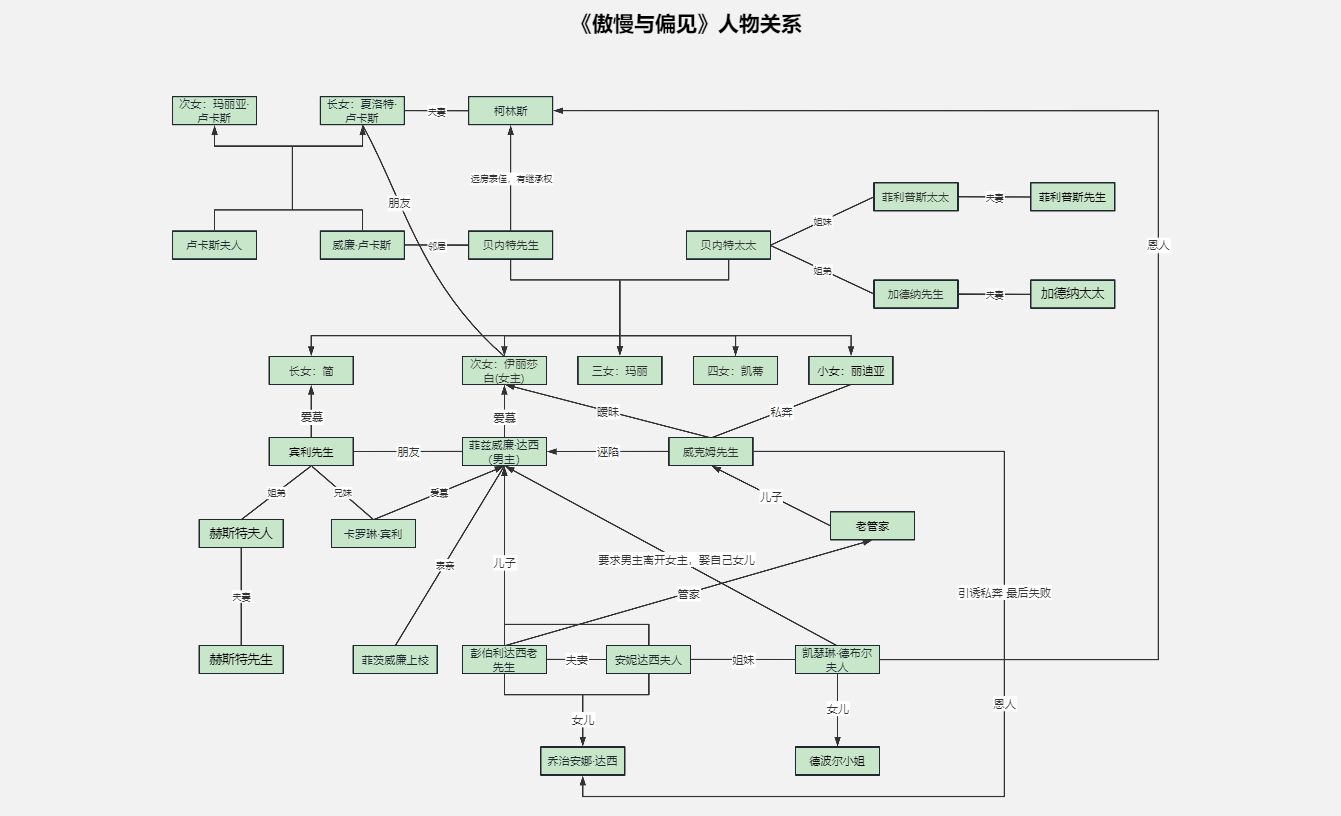 《傲慢与偏见》人物关系
次女：玛丽亚·
卢卡斯
长女：夏洛特·
卢卡斯
夫妻
柯林斯
远房表侄，有继承权
朋友
菲利普斯太太
夫妻
菲利普斯先生
姐妹
卢卡斯夫人
威廉·卢卡斯
邻居
贝内特先生
贝内特太太
恩人
姐弟
加德纳先生
夫妻
加德纳太太
长女：简
次女：伊丽莎
白(女主)
三女：玛丽
四女：凯蒂
小女：丽迪亚
爱慕
爱慕
暧昧
私奔
宾利先生
朋友
菲兹威廉·达西
(男主)
诬陷
威克姆先生
姐弟
兄妹
爱慕
儿子
赫斯特夫人
卡罗琳·宾利
老管家
儿子
表亲
要求男主离开女主，娶自己女儿
夫妻
管家
引诱私奔 最后失败
赫斯特先生
菲茨威廉上校
彭伯利达西老
先生
夫妻
安妮达西夫人
姐妹
凯瑟琳·德布尔
夫人
恩人
女儿
女儿
乔治安娜·达西
德波尔小姐